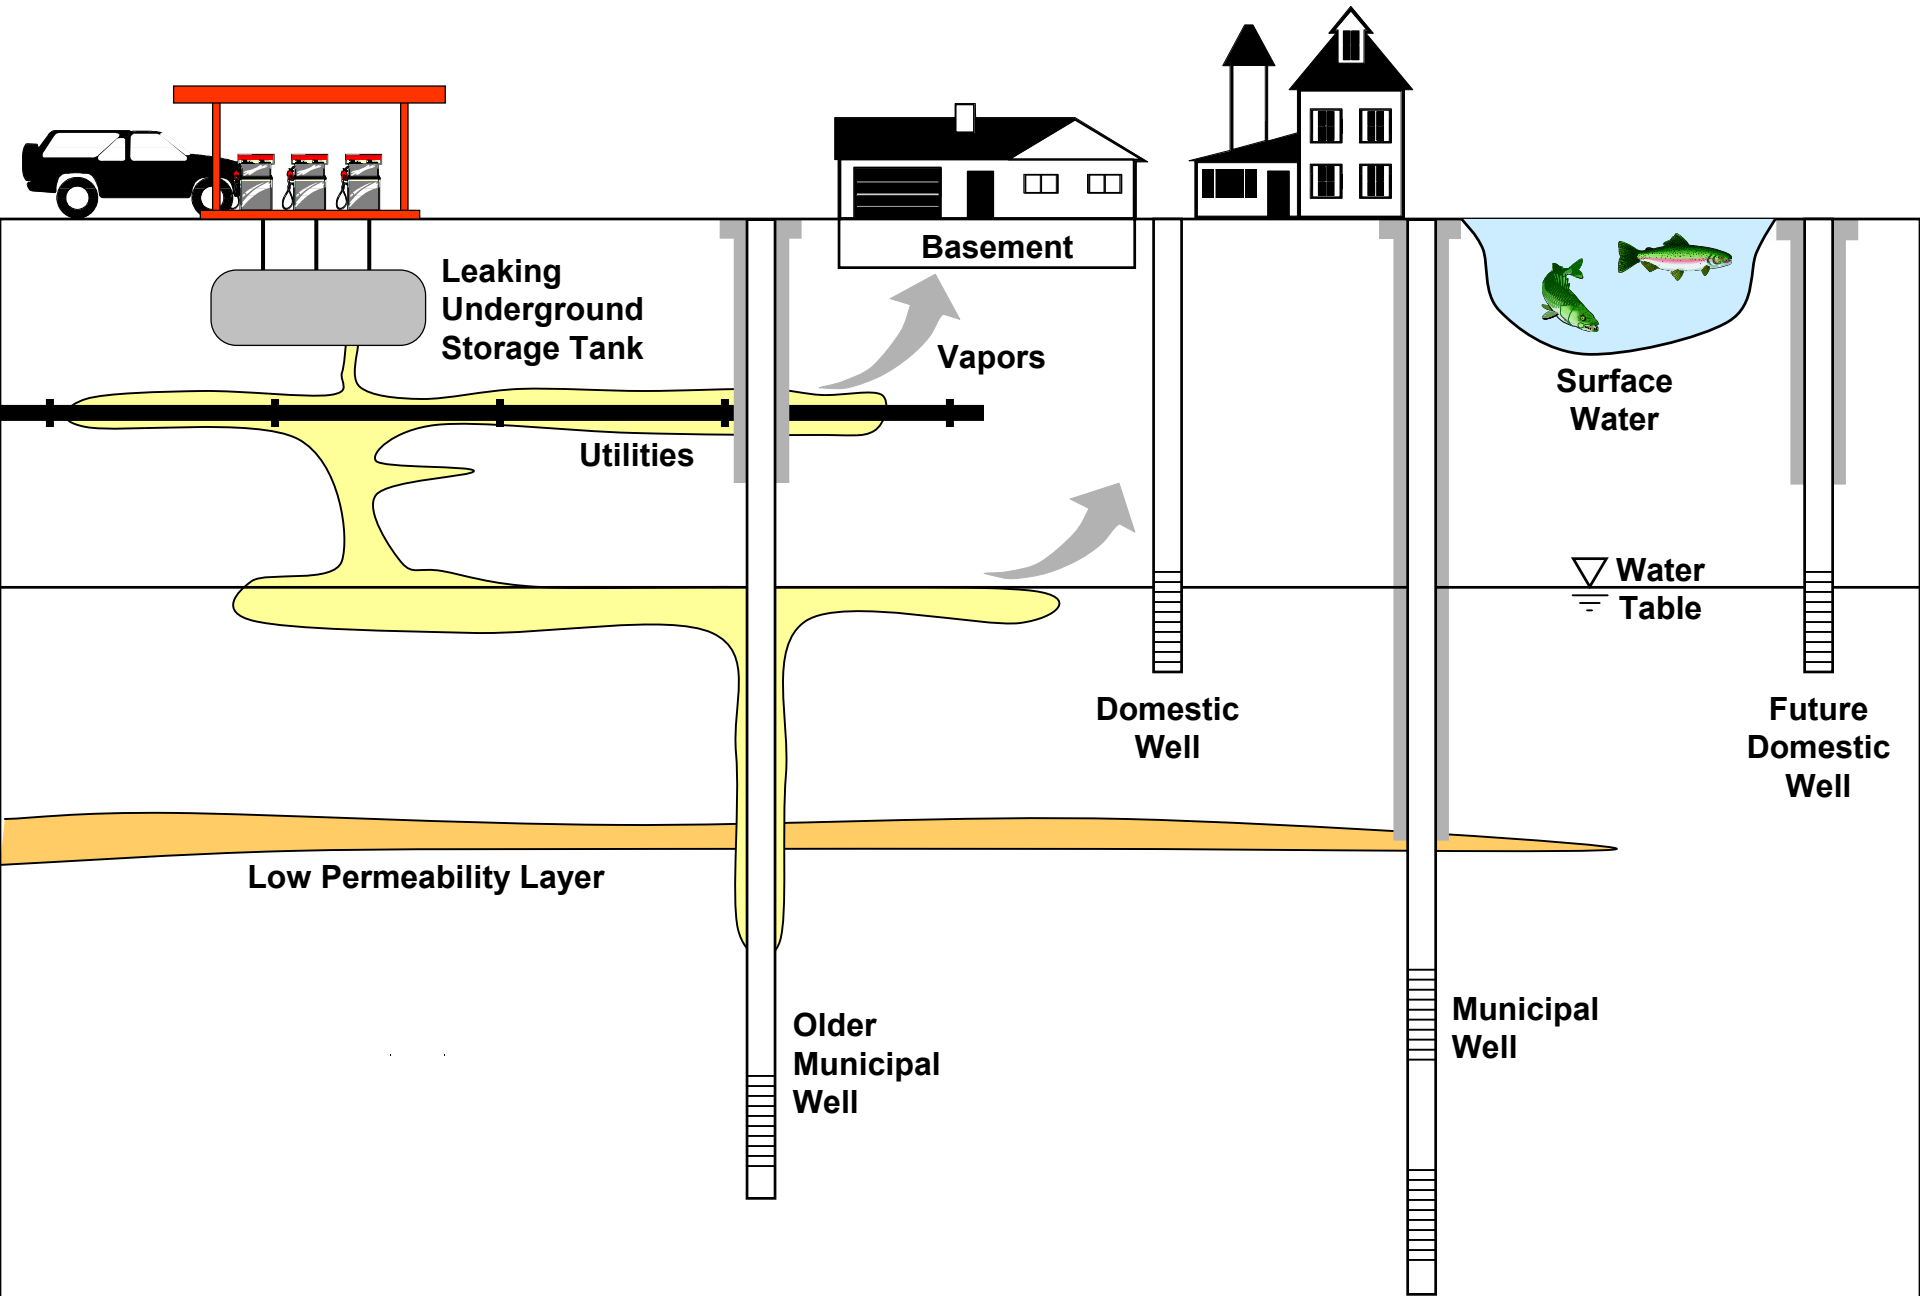 Basement
Leaking
Underground
Storage Tank
Vapors
Surface
Water
Utilities
Water
Table
Domestic
Well
Future
Domestic
Well
Low Permeability Layer
Older
Municipal
Well
Municipal
Well